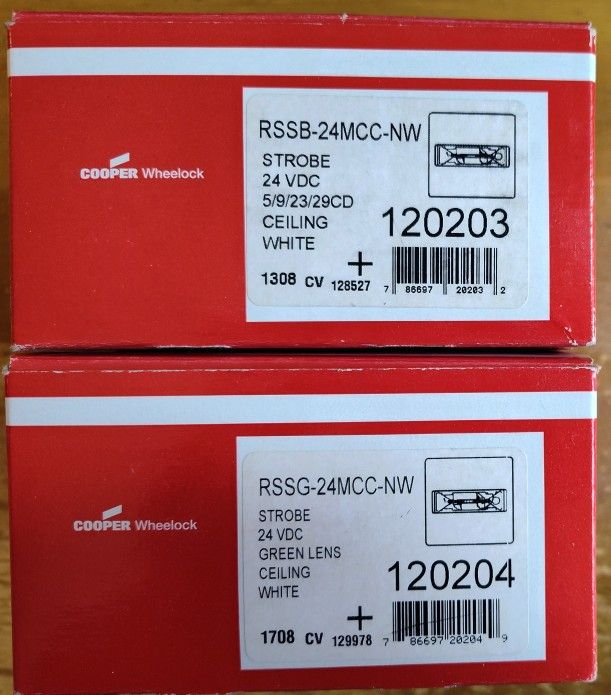 COOPER Wheelock
RSSB-24MCC-NW
STROBE
24 VDC
5/9/23/29CD
CEILING
WHITE
120203
+
1308 CV 128527
7 86697 20203 2
COOPER Wheelock
RSSG-24MCC-NW
STROBE
24 VDC
GREEN LENS
CEILING
WHITE
120204
+
1708 CV 129978
7 86697 20204 9